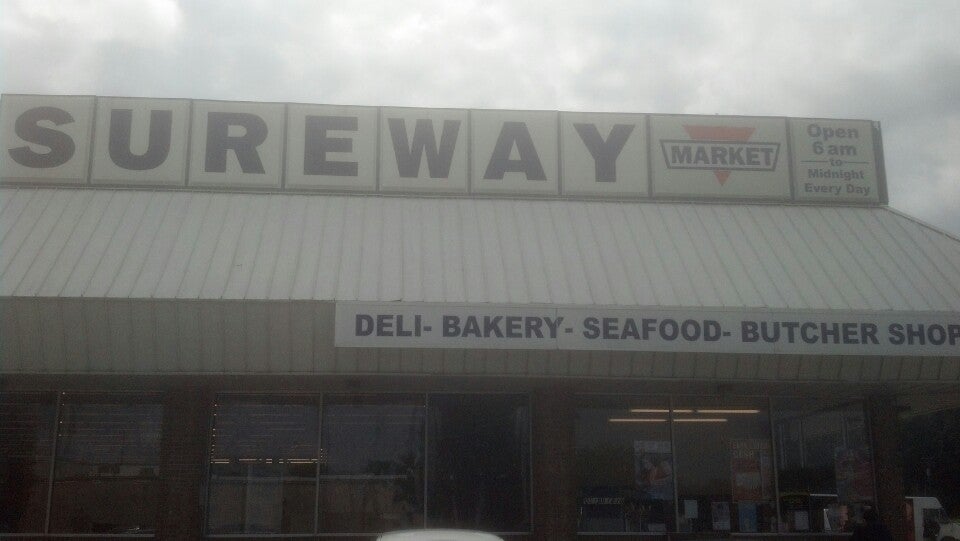 SUREWAY
MARKET
Open
6 am
to
Midnight
Every Day
DELI- BAKERY- SEAFOOD- BUTCHER SHOP